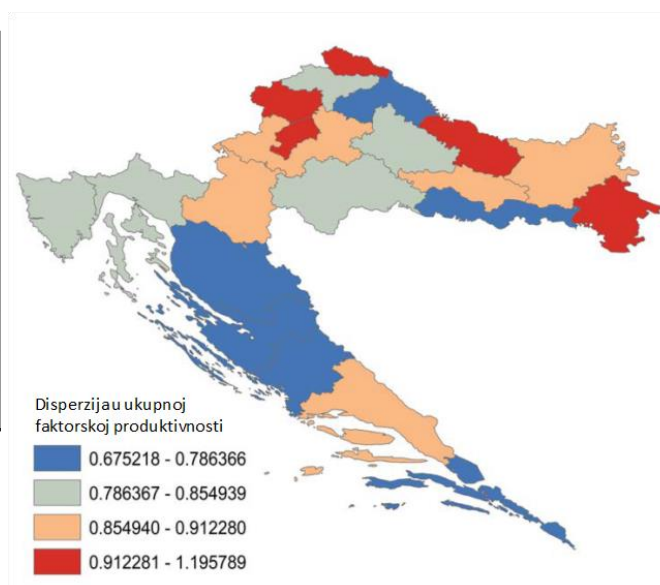 Disperzija u ukupnoj
faktorskoj produktivnosti
0.675218 - 0.786366
0.786367 - 0.854939
0.854940 - 0.912280
0.912281 - 1.195789